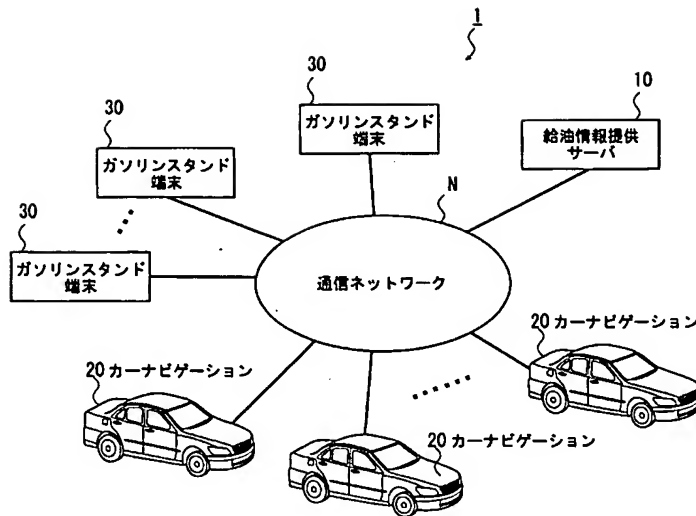 1
30
ガソリンスタンド
端末
10
給油情報提供
サーバ
30
ガソリンスタンド
端末
30
ガソリンスタンド
端末
N
通信ネットワーク
20 カーナビゲーション
20 カーナビゲーション
20 カーナビゲーション